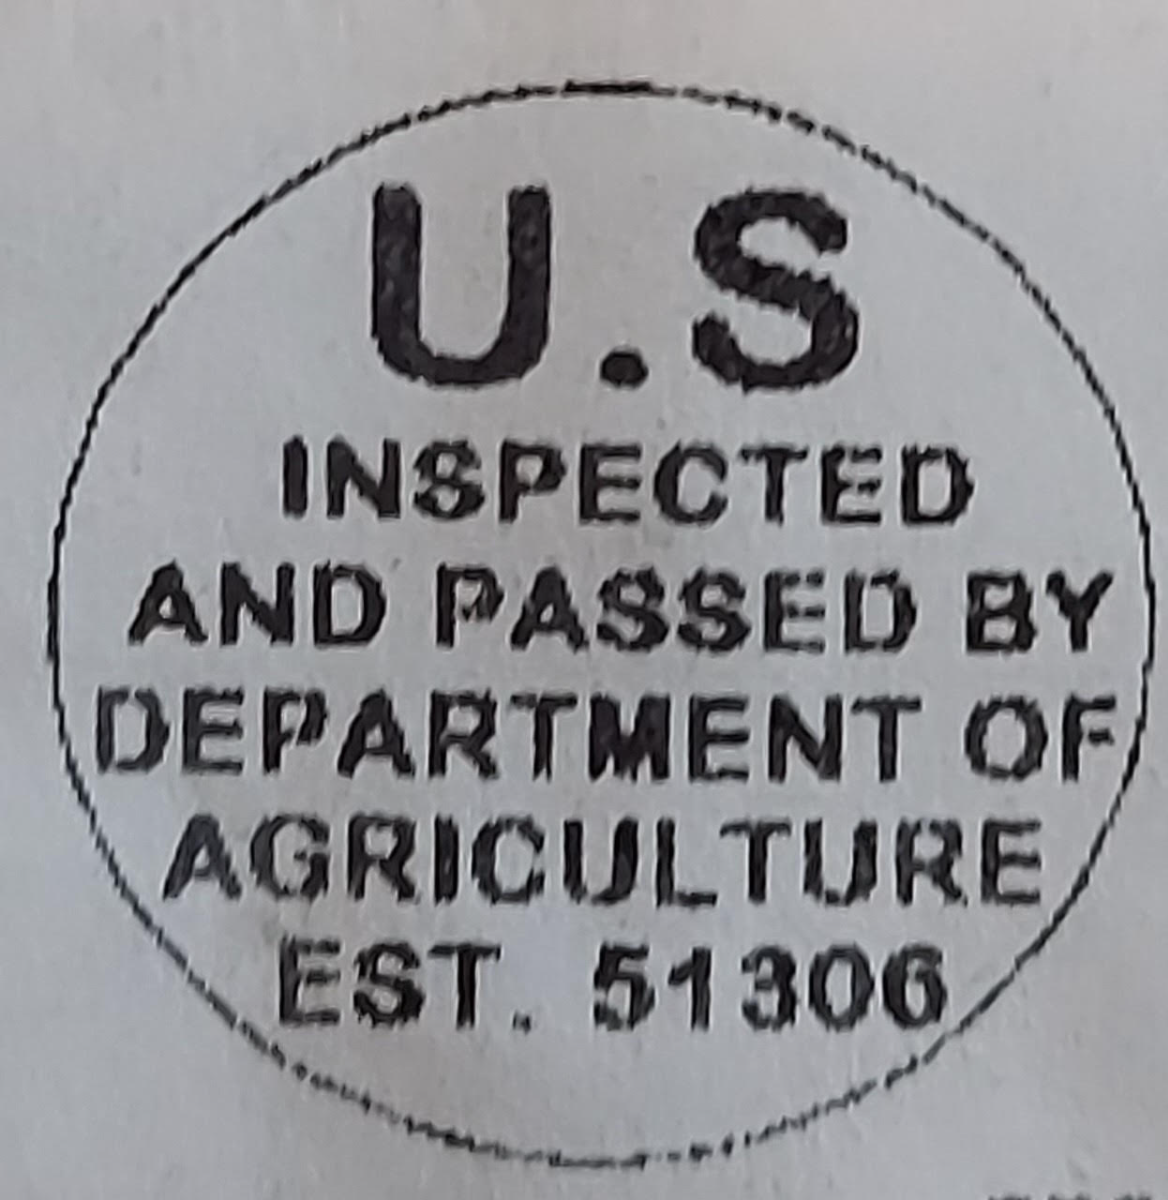 U.S
INSPECTED
AND PASSED BY
DEPARTMENT OF
AGRICULTURE
EST. 51306